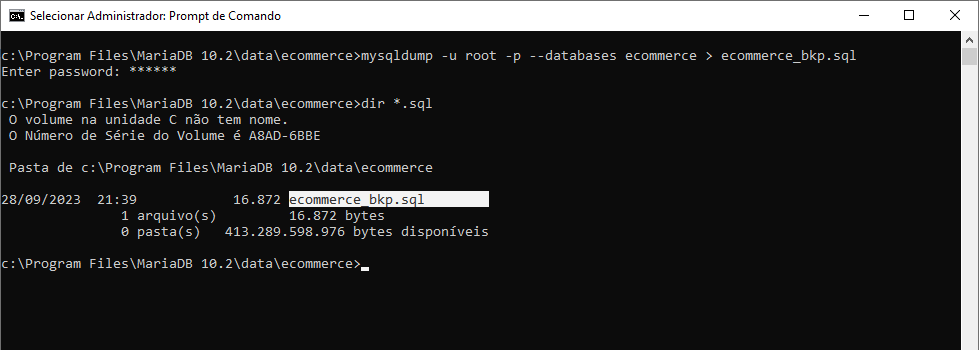 Selecionar Administrador: Prompt de Comando
c:\Program Files\MariaDB 10.2\data\ecommerce>mysqldump -u root -p --databases ecommerce > ecommerce_bkp.sql
Enter password: ******
c:\Program Files\MariaDB 10.2\data\ecommerce>dir *.sql
O volume na unidade C não tem nome.
O Número de Série do Volume é A8AD-6BBE
Pasta de c:\Program Files\MariaDB 10.2\data\ecommerce
28/09/2023  21:39            16.872 ecommerce_bkp.sql
1 arquivo(s)         16.872 bytes
0 pasta(s)   413.289.598.976 bytes disponíveis
c:\Program Files\MariaDB 10.2\data\ecommerce>